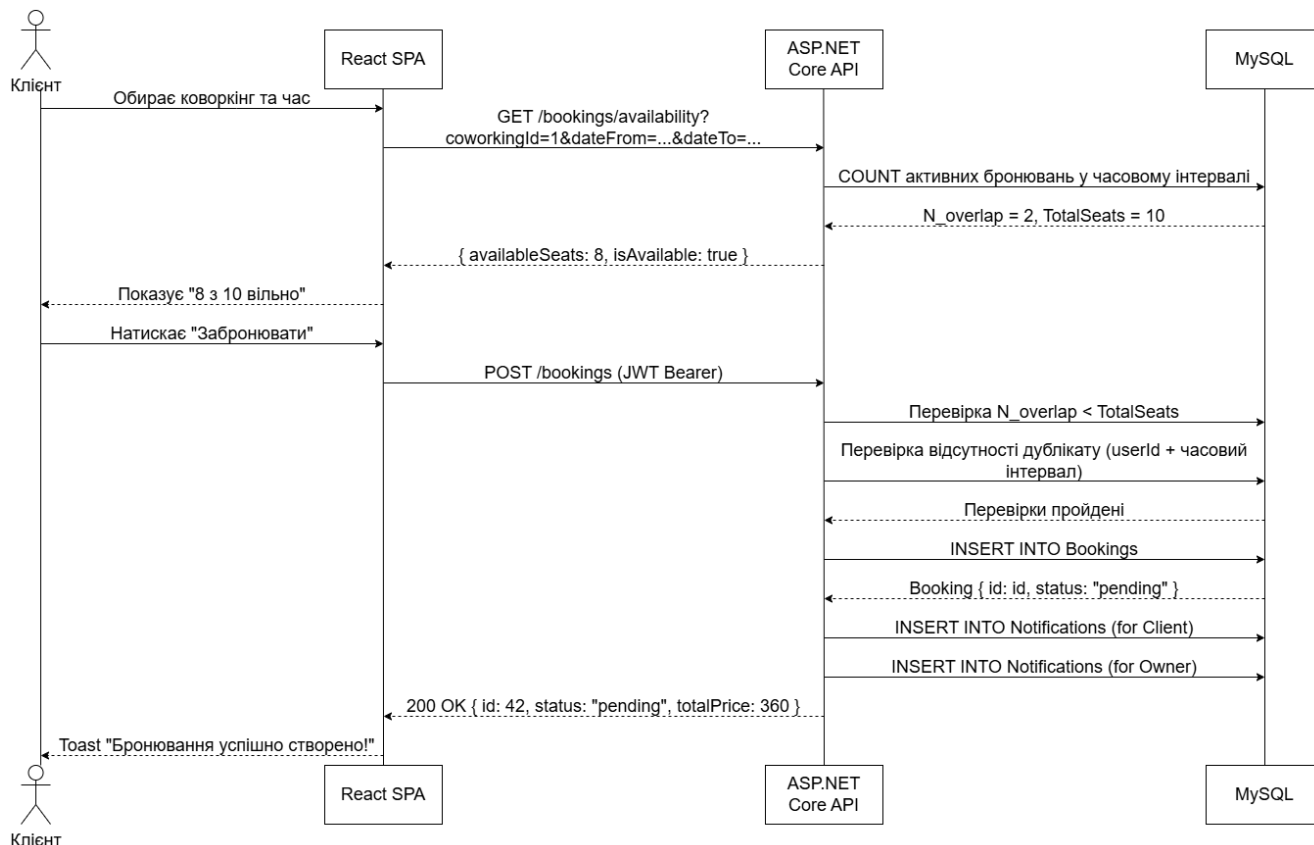 Клієнт
React SPA
ASP.NET
Core API
MySQL
Обирає коворкінг та час
GET /bookings/availability?
coworkingId=1&dateFrom=...&dateTo=...
COUNT активних бронювань у часовому інтервалі
N_overlap = 2, TotalSeats = 10
{ availableSeats: 8, isAvailable: true }
Показує "8 з 10 вільно"
Натискає "Забронювати"
POST /bookings (JWT Bearer)
Перевірка N_overlap < TotalSeats
Перевірка відсутності дублікату (userId + часовий
інтервал)
Перевірки пройдені
INSERT INTO Bookings
Booking { id: id, status: "pending" }
INSERT INTO Notifications (for Client)
INSERT INTO Notifications (for Owner)
200 OK { id: 42, status: "pending", totalPrice: 360 }
Toast "Бронювання успішно створено!"
Клієнт
React SPA
ASP.NET
Core API
MySQL